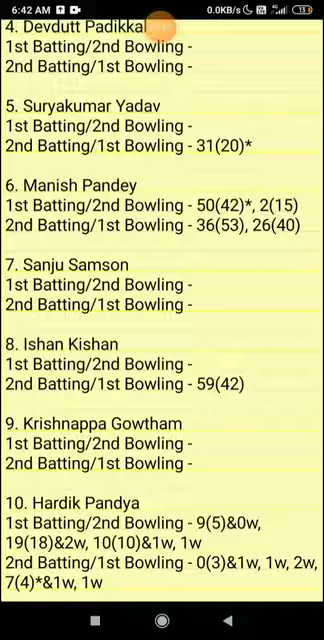 6:42 AM
0.0KB/s
13
4. Devdutt Padikkal
1st Batting/2nd Bowling -
2nd Batting/1st Bowling -
5. Suryakumar Yadav
1st Batting/2nd Bowling -
2nd Batting/1st Bowling - 31(20)*
6. Manish Pandey
1st Batting/2nd Bowling - 50(42)*, 2(15)
2nd Batting/1st Bowling - 36(53), 26(40)
7. Sanju Samson
1st Batting/2nd Bowling -
2nd Batting/1st Bowling -
8. Ishan Kishan
1st Batting/2nd Bowling -
2nd Batting/1st Bowling - 59(42)
9. Krishnappa Gowtham
1st Batting/2nd Bowling -
2nd Batting/1st Bowling -
10. Hardik Pandya
1st Batting/2nd Bowling - 9(5)&0w,
19(18)&2w, 10(10)&1w, 1w
2nd Batting/1st Bowling - 0(3)&1w, 1w, 2w,
7(4)*&1w, 1w